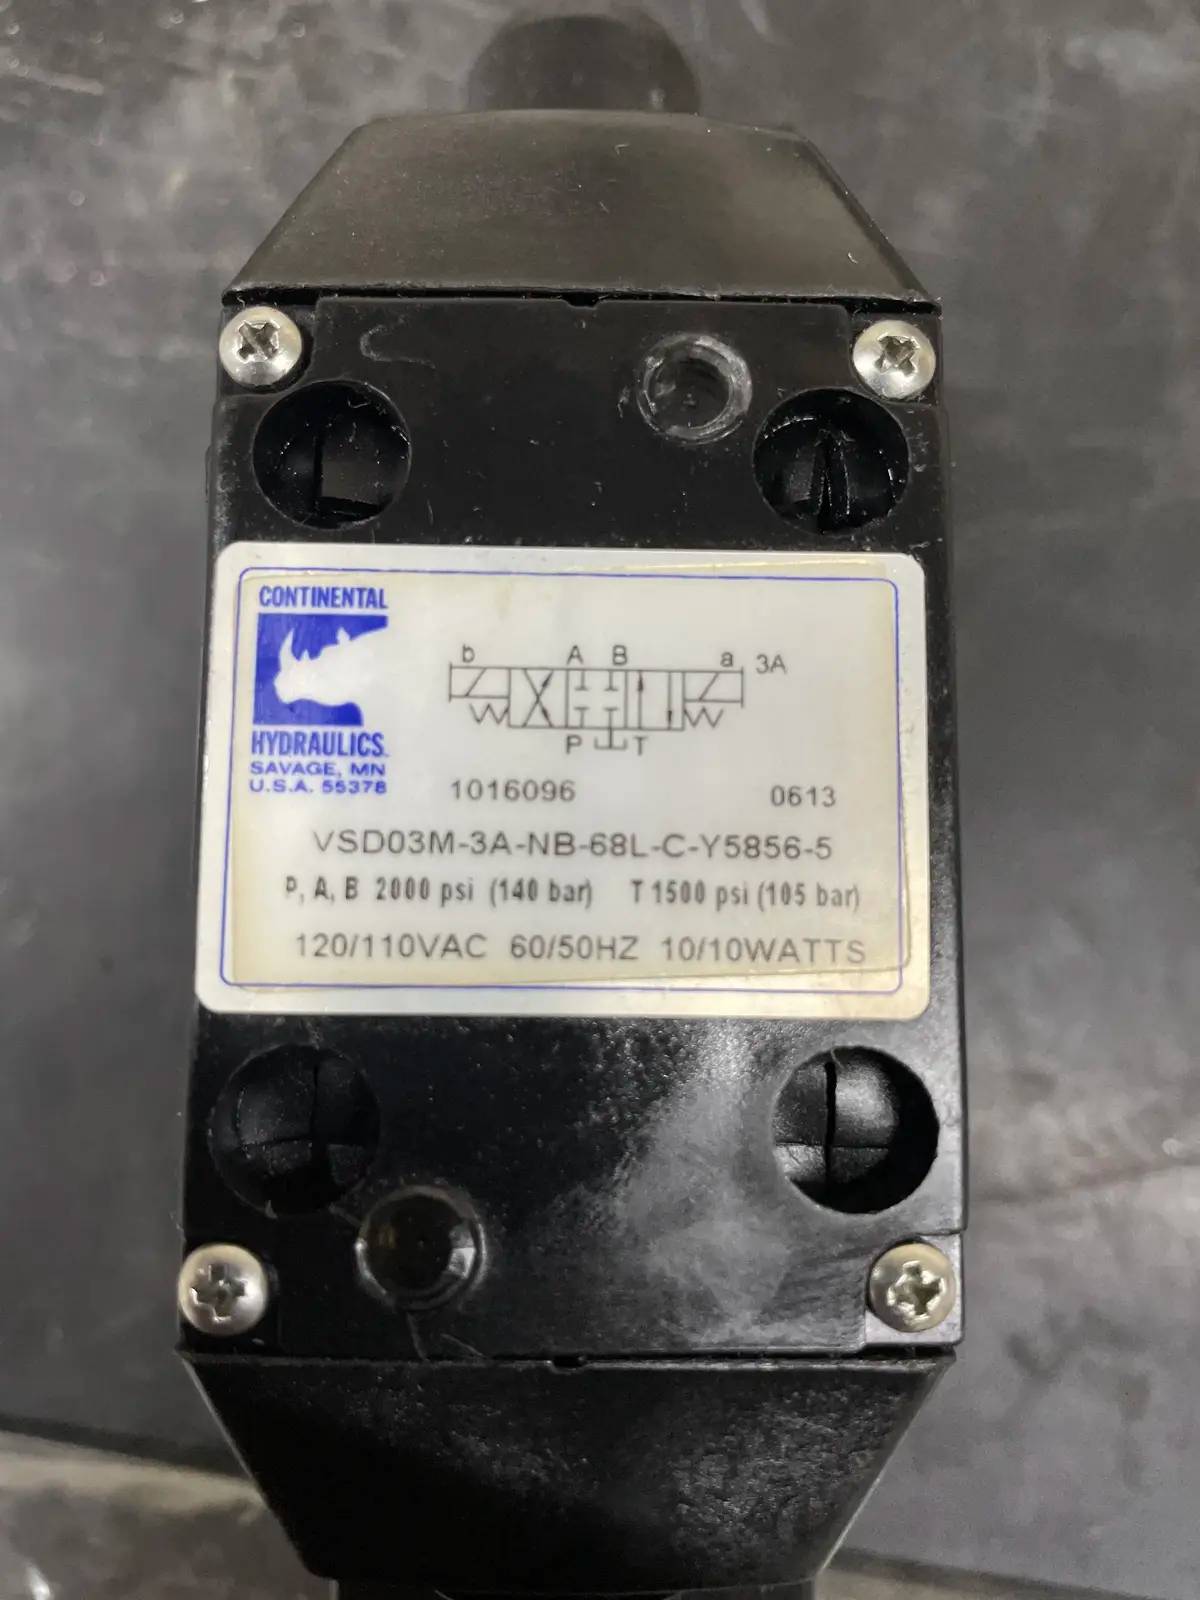 CONTINENTAL
HYDRAULICS
SAVAGE, MN
U.S.A. 55378
b A B a 3A
P T
1016096 0613
VSD03M-3A-NB-68L-C-Y5856-5
P, A, B 2000 psi (140 bar) T 1500 psi (105 bar)
120/110VAC 60/50HZ 10/10WATTS